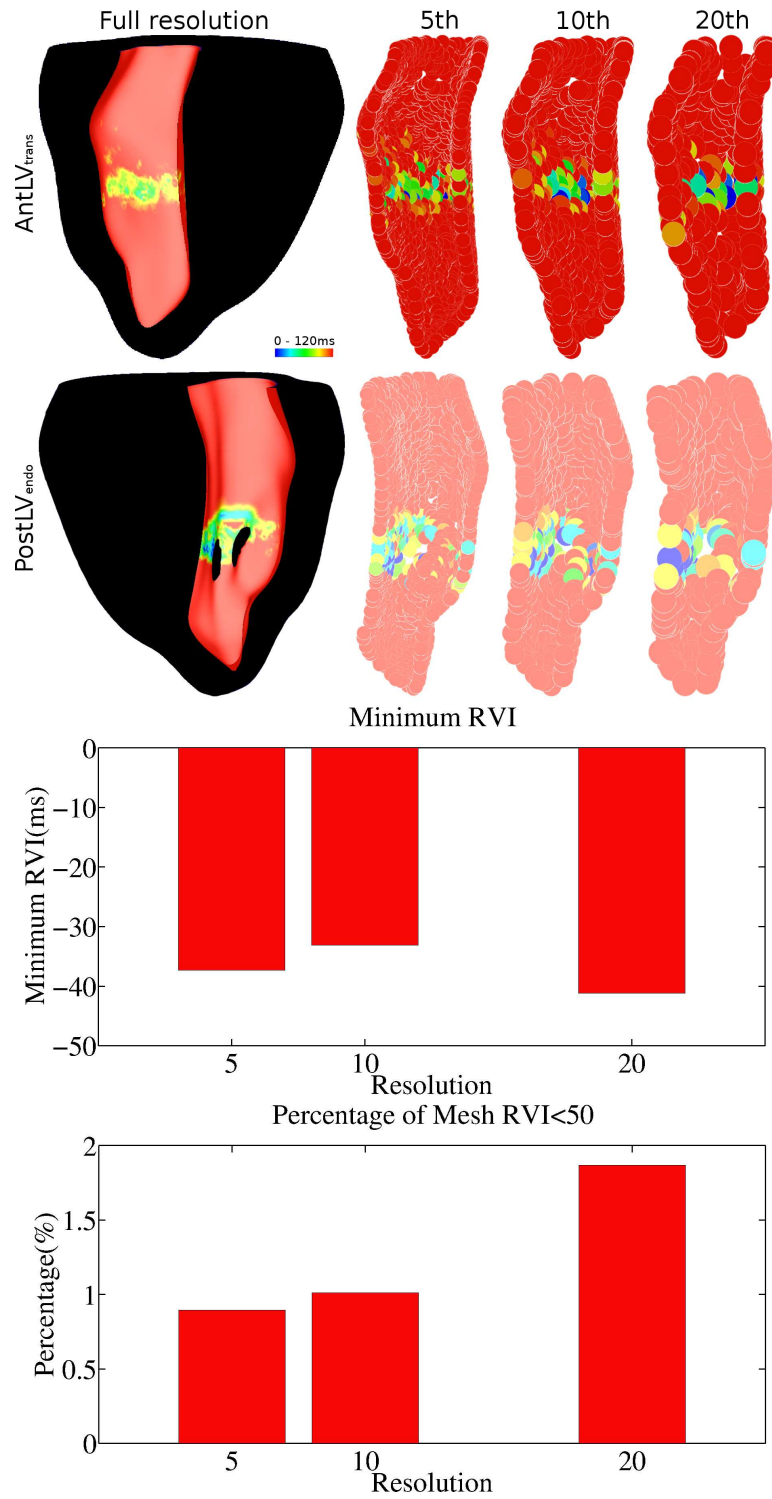 Full resolution 5th 10th 20th
AntLVtrans
0 - 120ms
PostLVendo
Minimum RVI
Minimum RVI(ms)
0
−10
−20
−30
−40
−50
5 10 20
Resolution
Percentage of Mesh RVI<50
Percentage(%)
2
1.5
1
0.5
0
5 10 20
Resolution